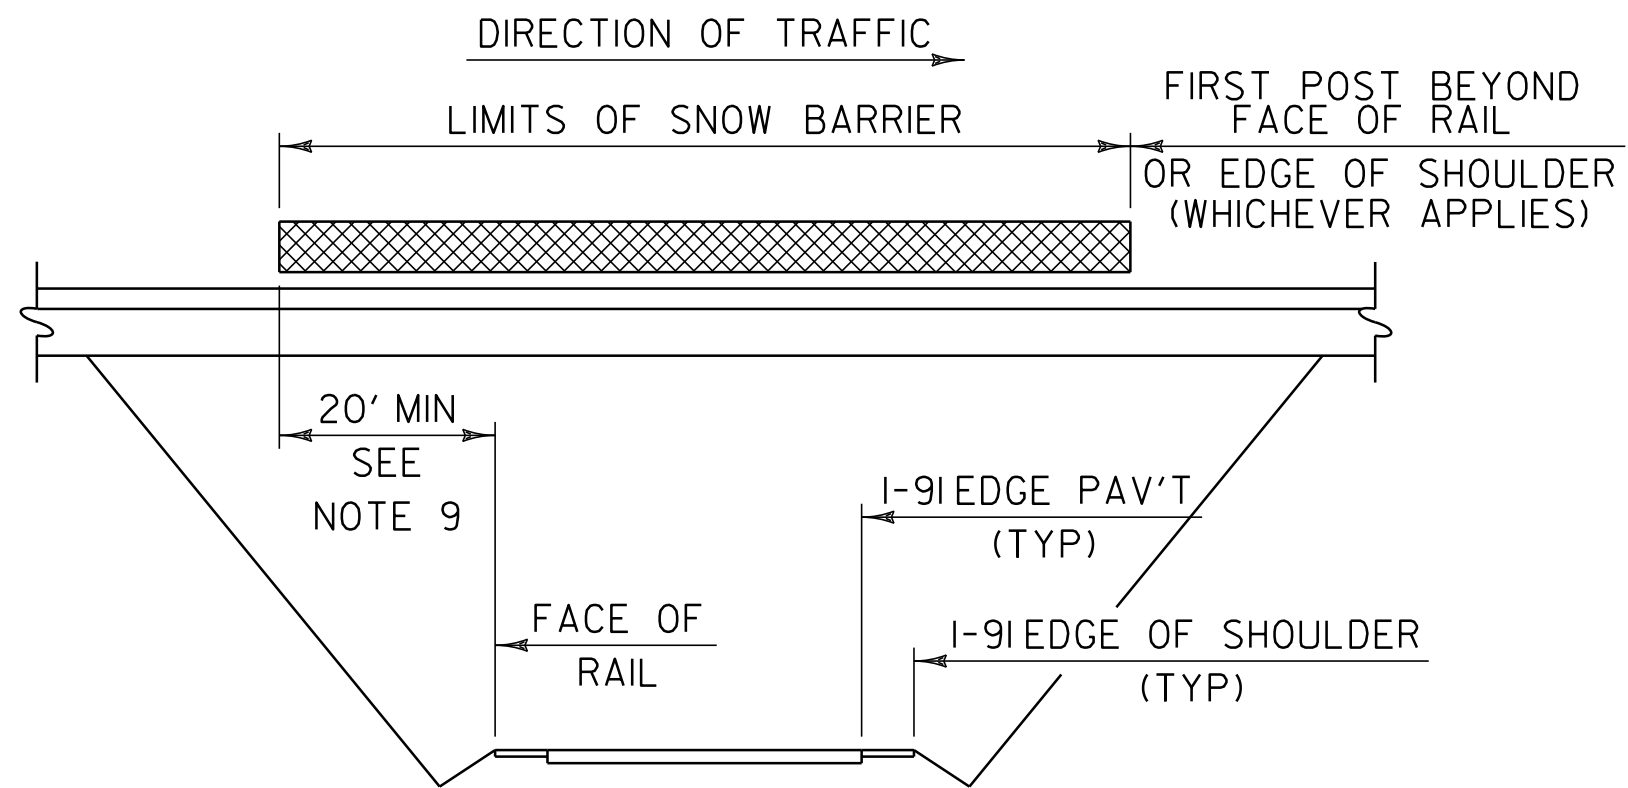 DIRECTION OF TRAFFIC
LIMITS OF SNOW BARRIER
FIRST POST BEYOND
FACE OF RAIL
OR EDGE OF SHOULDER
(WHICHEVER APPLIES)
20' MIN
SEE
NOTE 9
I-91 EDGE PAV'T
(TYP)
FACE OF
RAIL
I-91 EDGE OF SHOULDER
(TYP)